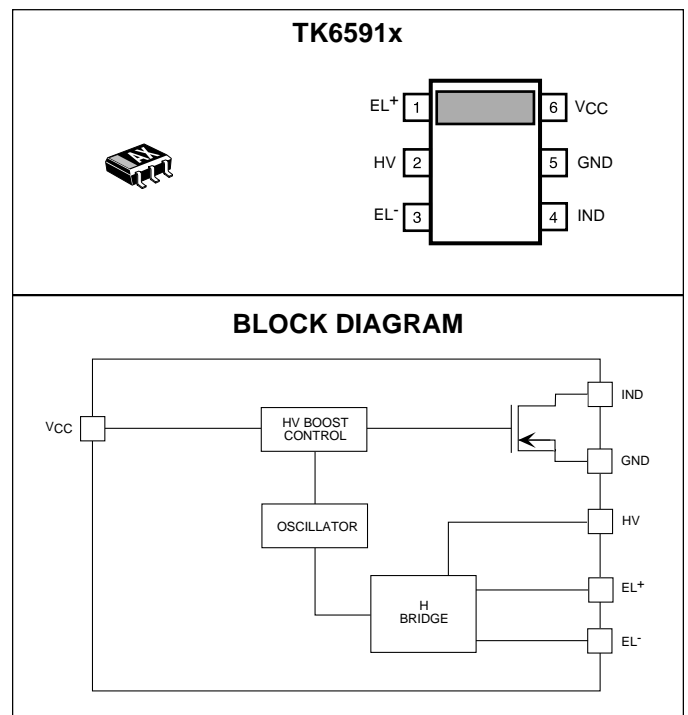 TK6591x
EL+ 1
6 VCC
HV 2
5 GND
EL- 3
4 IND
AX
BLOCK DIAGRAM
VCC
HV BOOST
CONTROL
IND
GND
OSCILLATOR
HV
H
BRIDGE
EL+
EL-